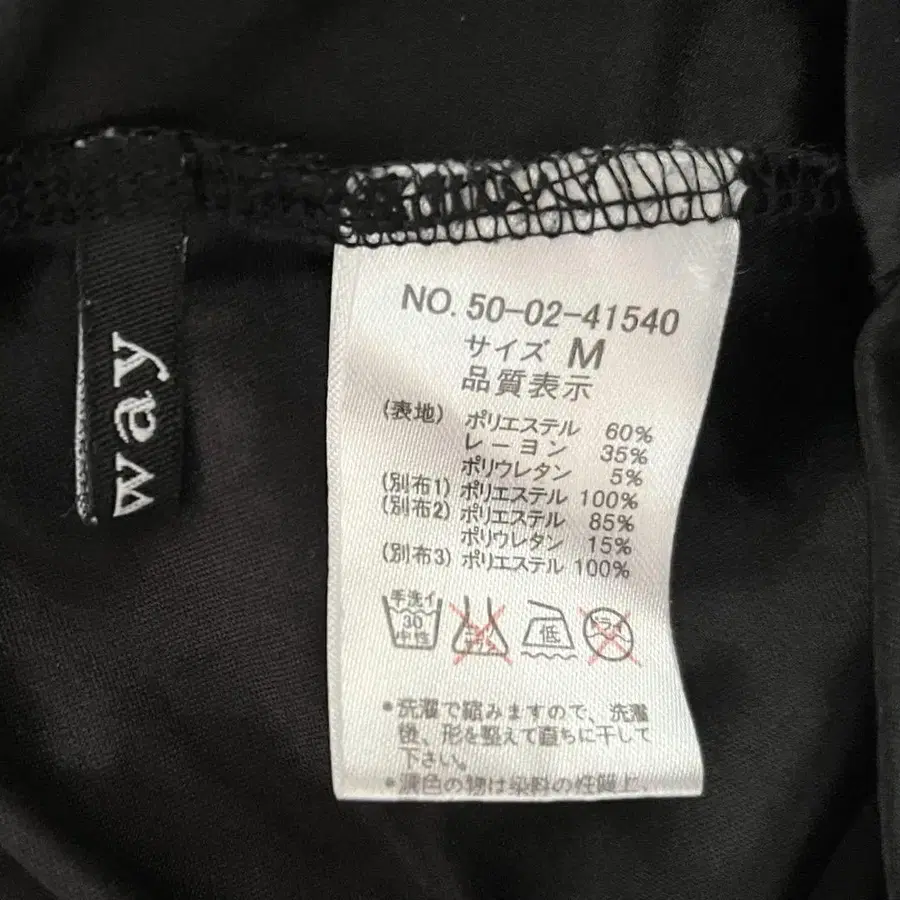 way
NO. 50-02-41540
サイズ M
品質表示
(表地) ポリエステル 60%
レーヨン 35%
ポリウレタン 5%
(別布1) ポリエステル 100%
(別布2) ポリエステル 85%
ポリウレタン 15%
(別布3) ポリエステル 100%
手洗イ
30
中性
低
ドライ
•洗濯で縮みますので、洗濯
後、形を整えて直ちに干して
下さい。
•濃色の物は染料の性質上、